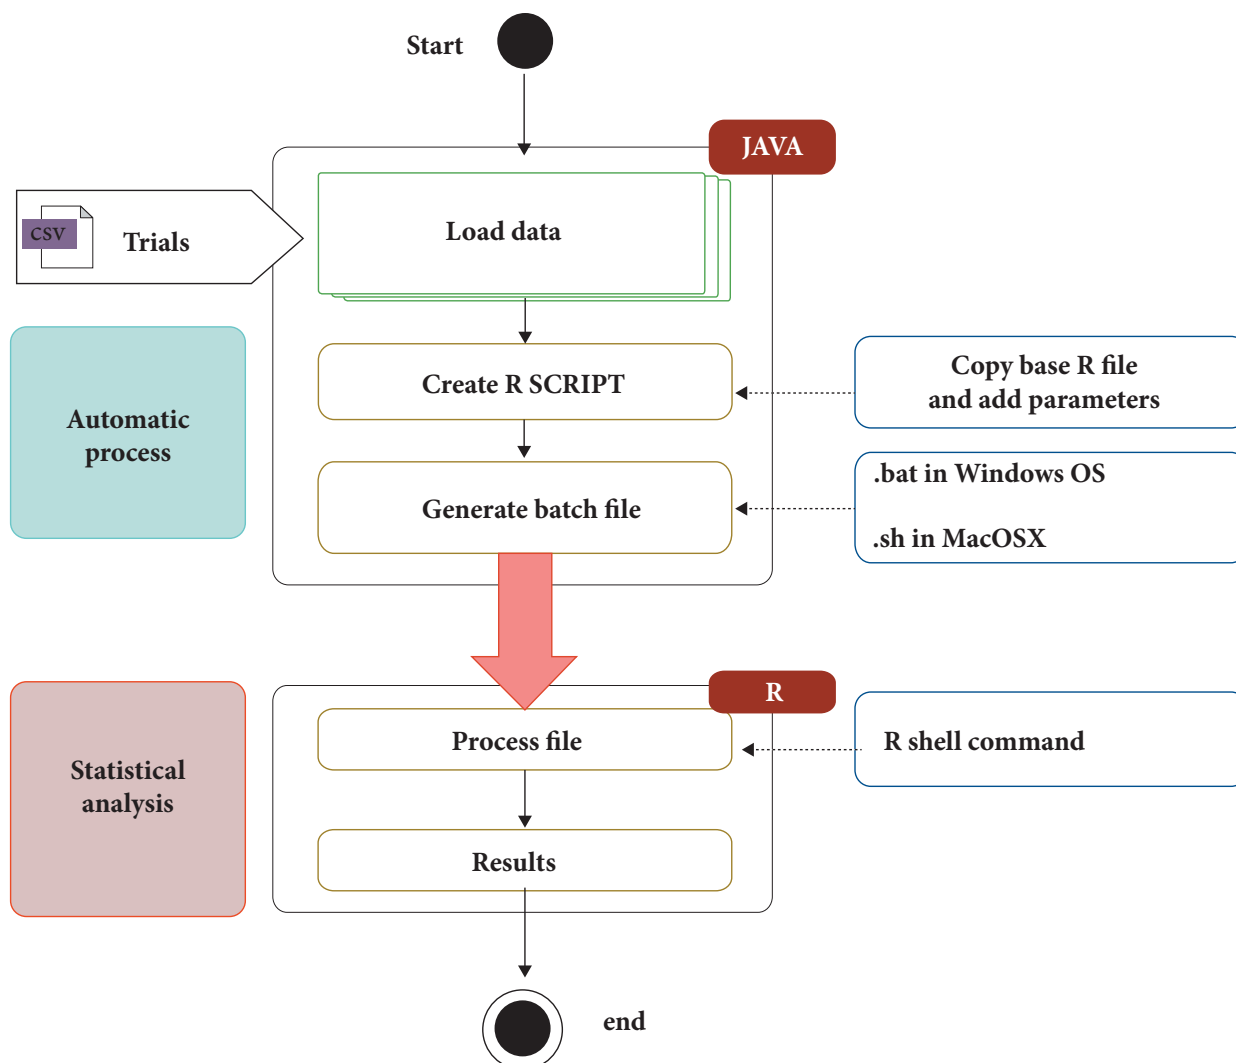 Start
JAVA
CSV
Trials
Load data
Automatic
process
Create R SCRIPT
Copy base R file
and add parameters
Generate batch file
.bat in Windows OS
.sh in MacOSX
R
Statistical
analysis
Process file
R shell command
Results
end